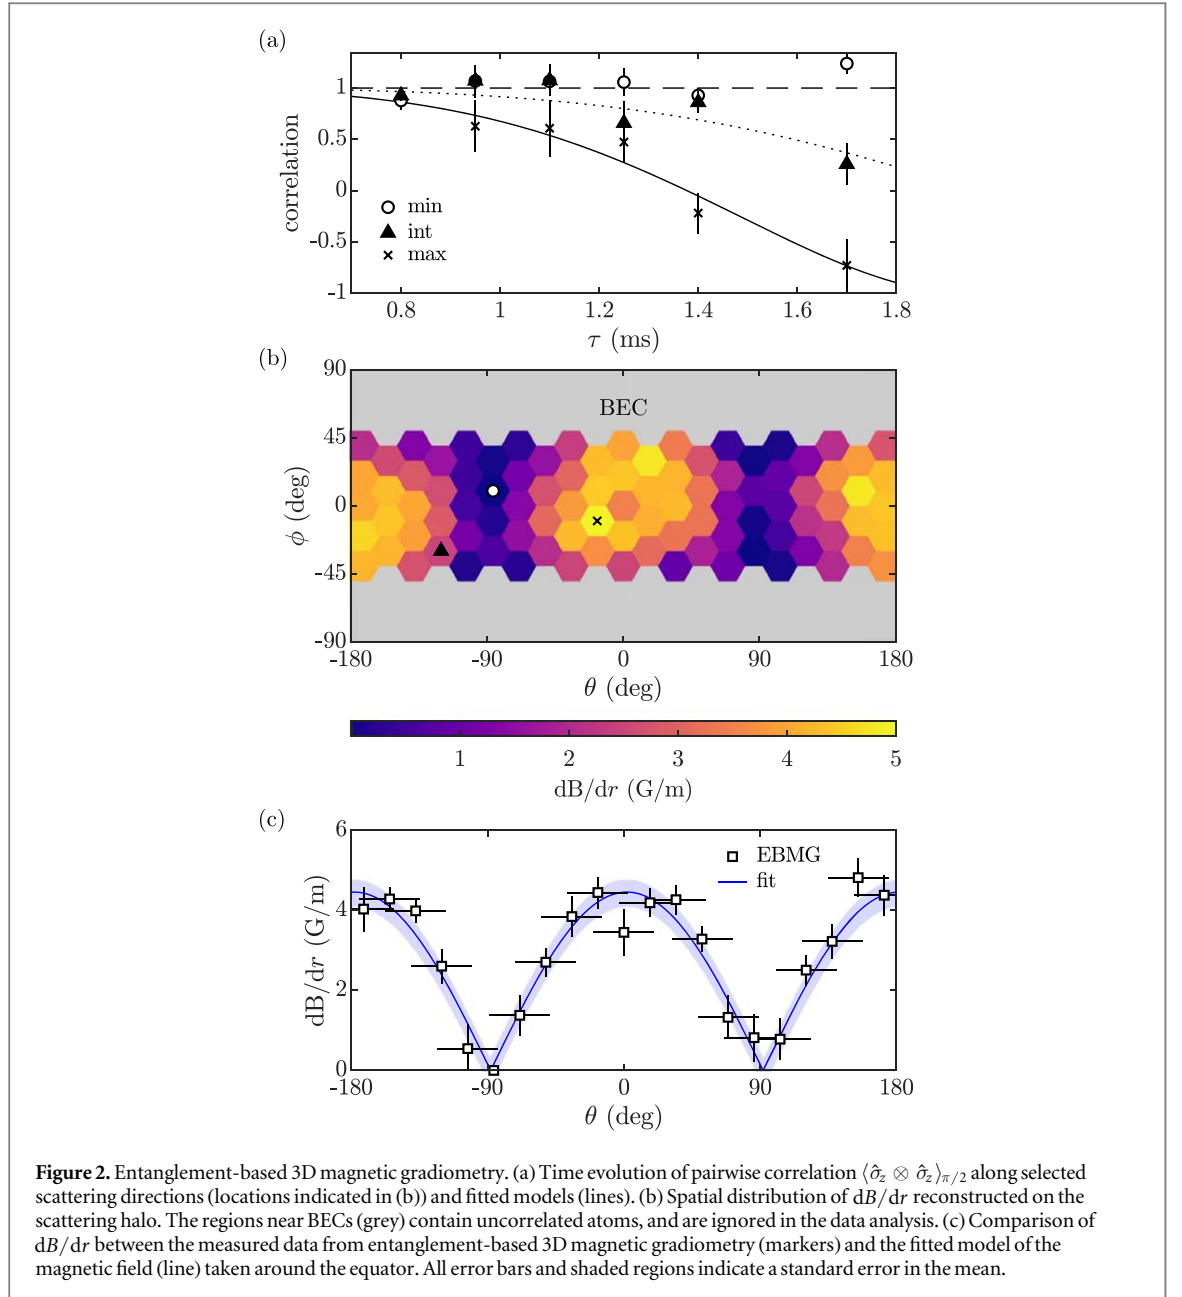 (a)
1
0.5
0
-0.5
-1
correlation
min
int
max
0.8 1 1.2 1.4 1.6 1.8
τ (ms)
(b)
90
45
0
-45
-90
ϕ (deg)
BEC
-180 -90 0 90 180
θ (deg)
1 2 3 4 5
dB/dr (G/m)
(c)
6
4
2
0
dB/dr (G/m)
EBMG
fit
-180 -90 0 90 180
θ (deg)
Figure 2. Entanglement-based 3D magnetic gradiometry. (a) Time evolution of pairwise correlation ⟨σ̂z ⊗ σ̂z⟩π/2 along selected
scattering directions (locations indicated in (b)) and fitted models (lines). (b) Spatial distribution of dB/dr reconstructed on the
scattering halo. The regions near BECs (grey) contain uncorrelated atoms, and are ignored in the data analysis. (c) Comparison of
dB/dr between the measured data from entanglement-based 3D magnetic gradiometry (markers) and the fitted model of the
magnetic field (line) taken around the equator. All error bars and shaded regions indicate a standard error in the mean.